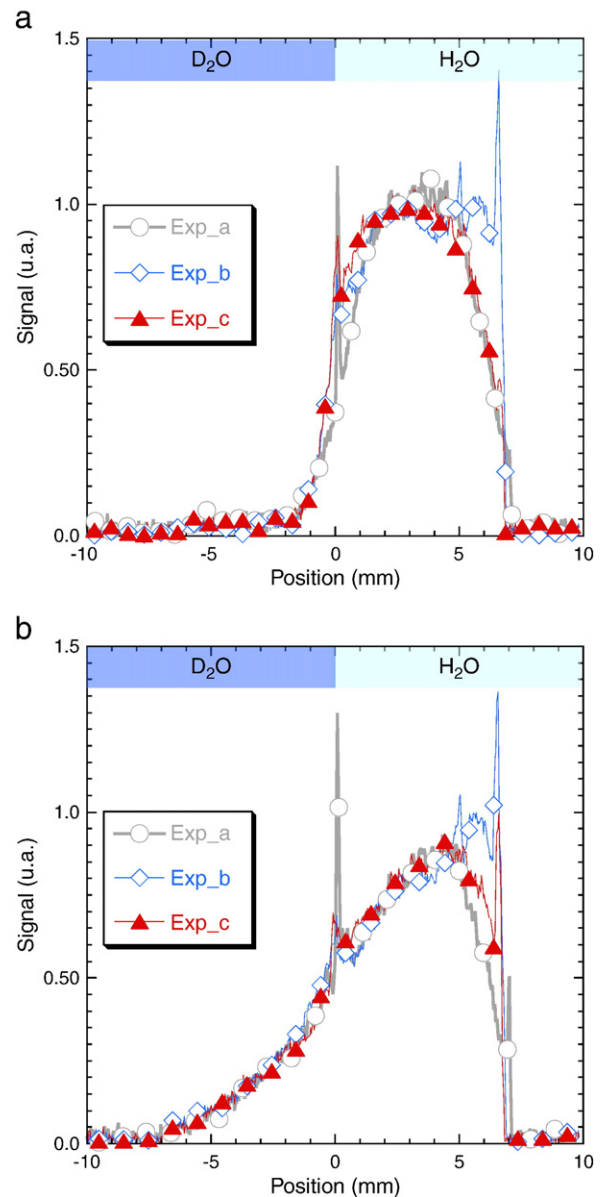 a
1.5
D₂O H₂O
1.0
Exp_a
Exp_b
Exp_c
Signal (u.a.)
0.50
0.0
-10 -5 0 5 10
Position (mm)
b
1.5
D₂O H₂O
1.0
Exp_a
Exp_b
Exp_c
Signal (u.a.)
0.50
0.0
-10 -5 0 5 10
Position (mm)